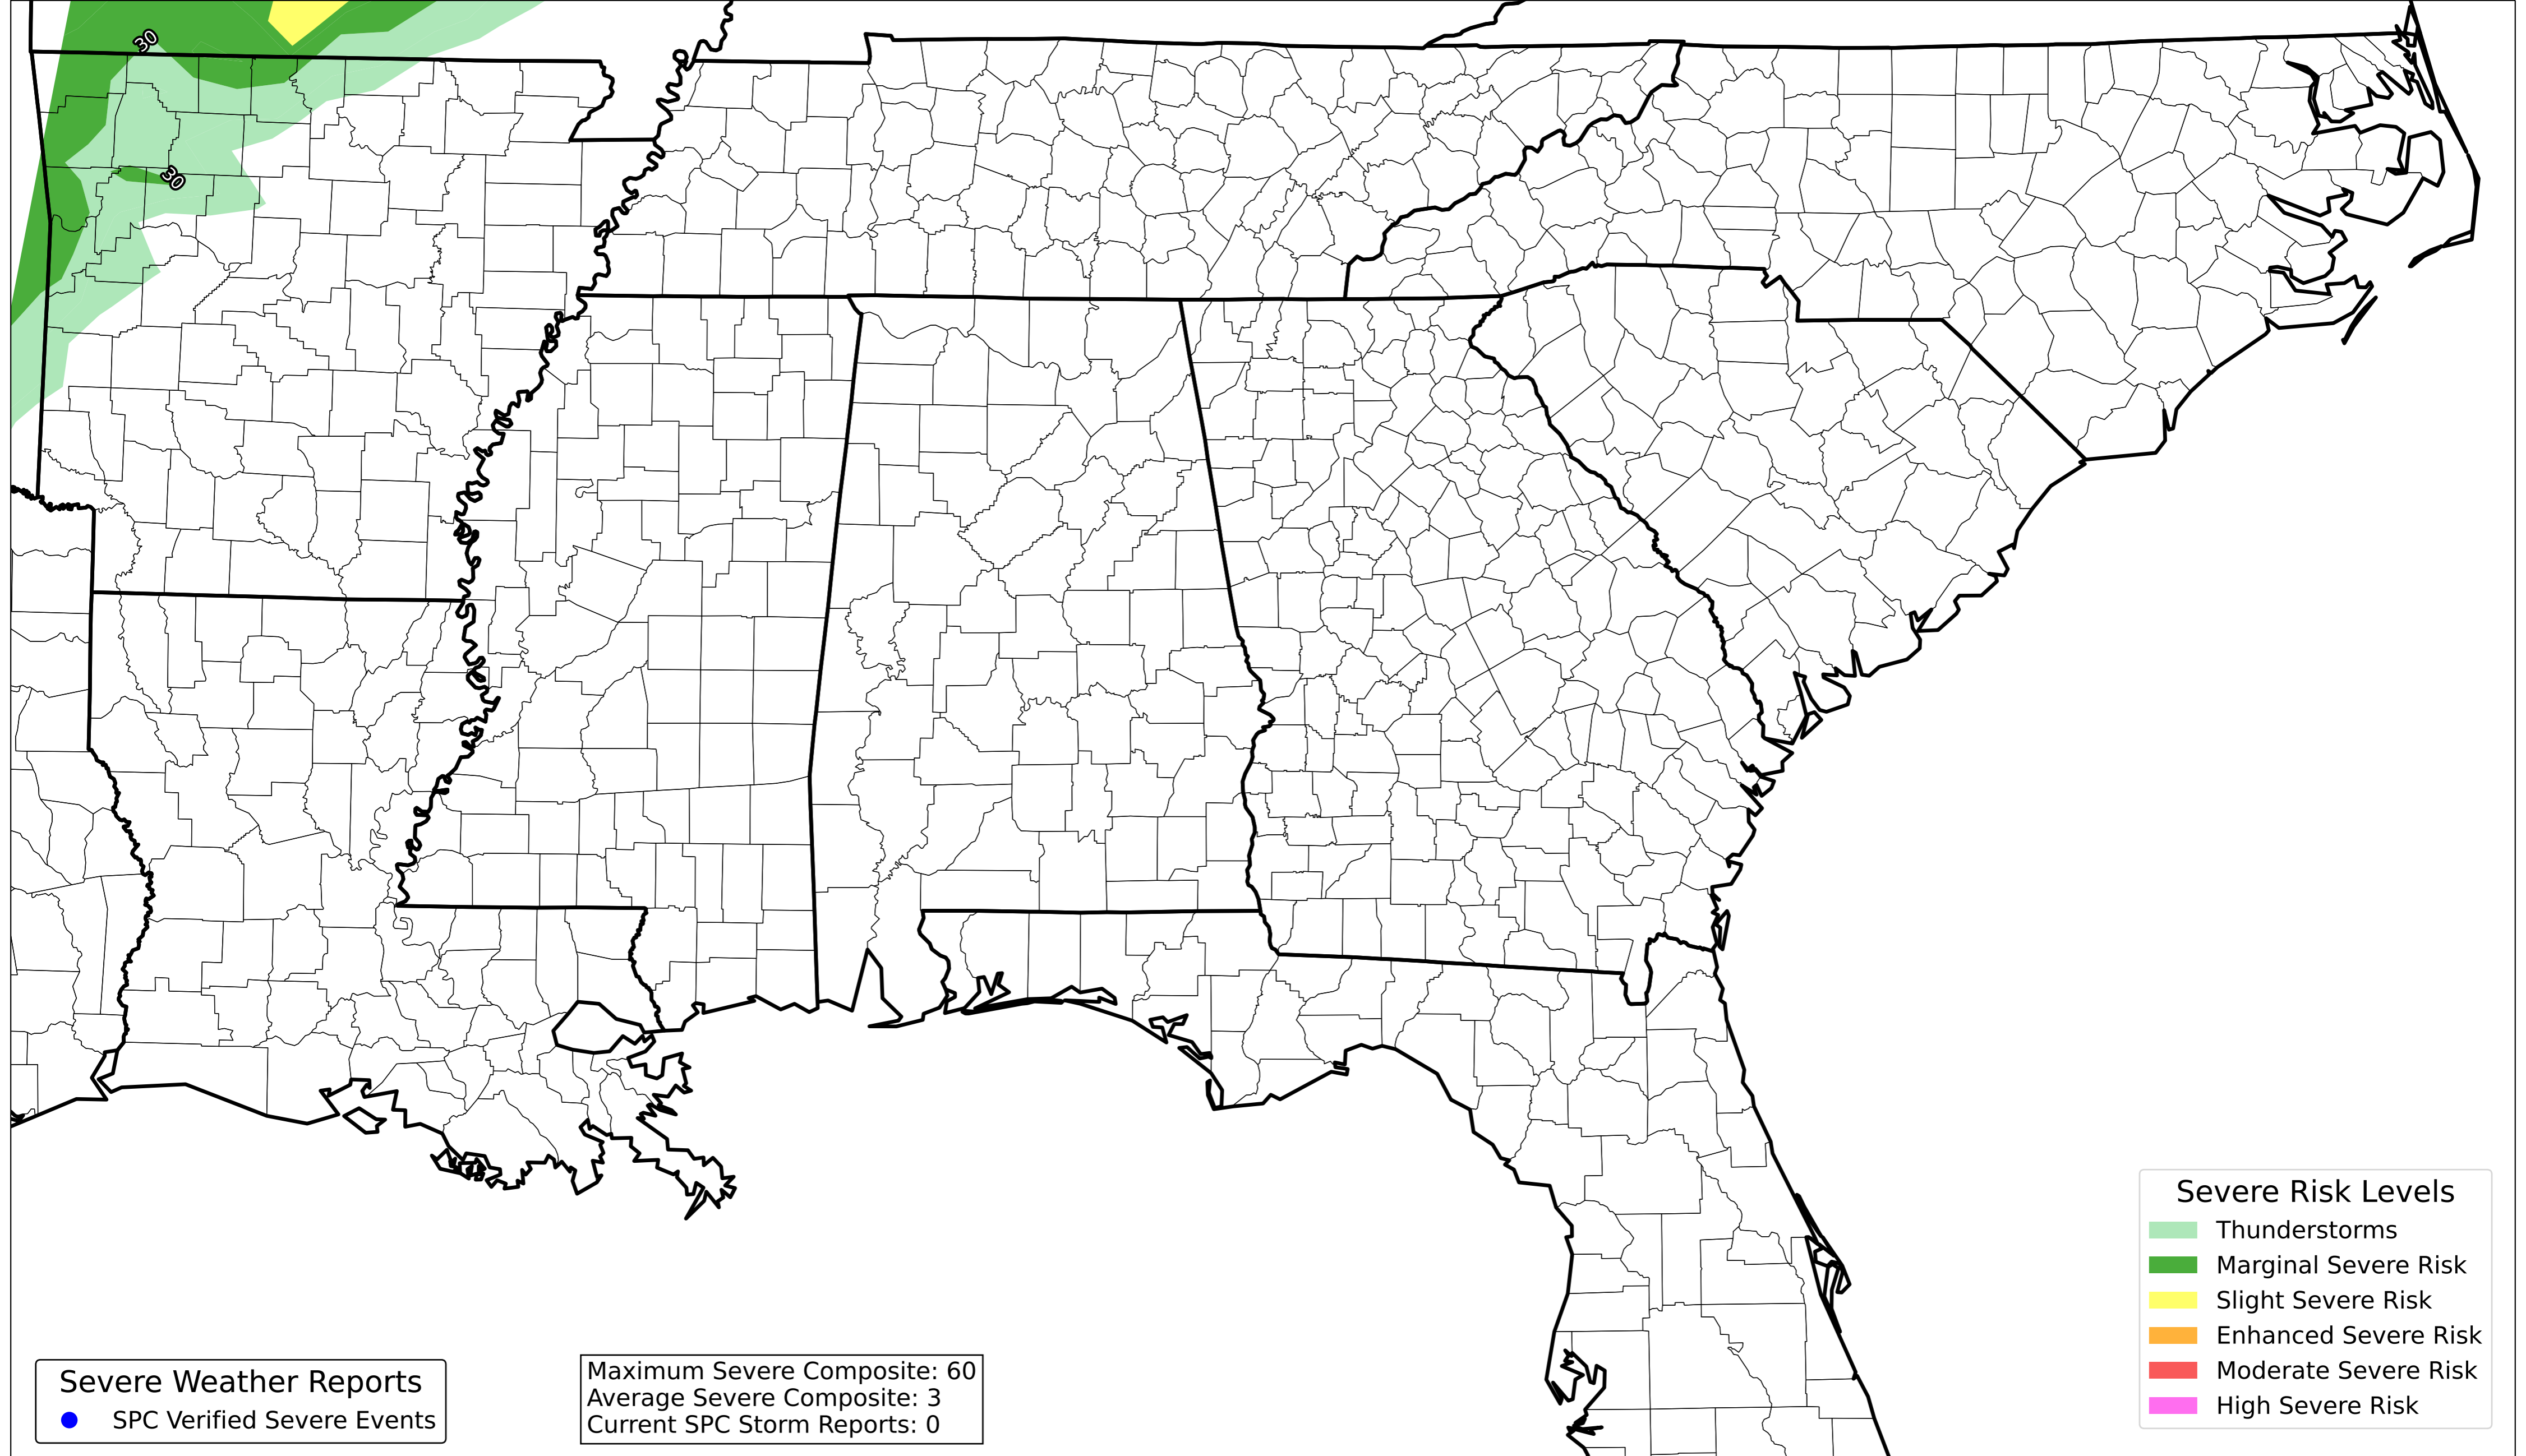 30
30
Severe Risk Levels
Thunderstorms
Marginal Severe Risk
Slight Severe Risk
Enhanced Severe Risk
Moderate Severe Risk
High Severe Risk
Severe Weather Reports
SPC Verified Severe Events
Maximum Severe Composite: 60
Average Severe Composite: 3
Current SPC Storm Reports: 0